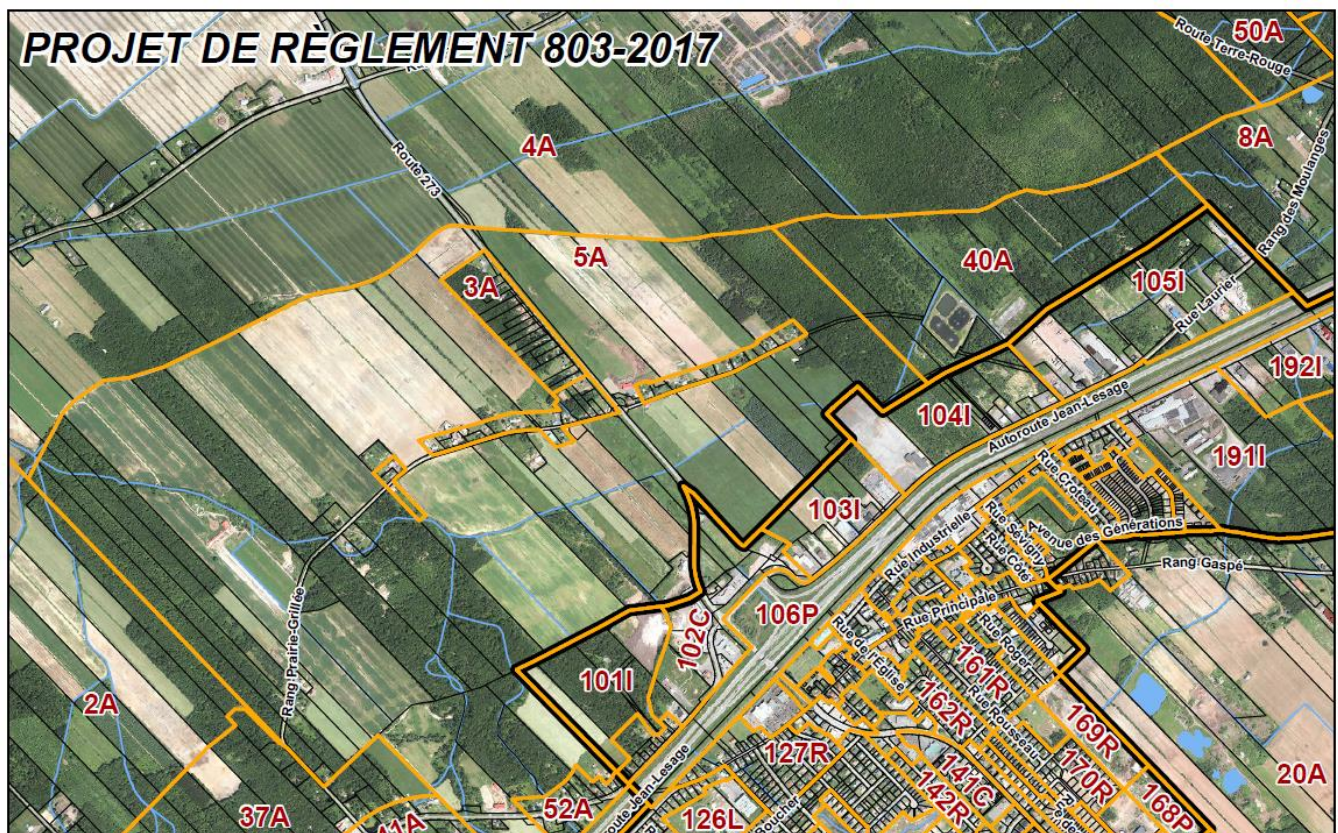 PROJET DE RÈGLEMENT 803-2017
50A
Route Terre-Rouge
8A
4A
Route 273
Rang des Moulanges
5A
40A
3A
105I
Rue Laurier
192I
Autoroute Jean-Lesage
104I
191I
Rue Croteau
103I
Rue Industrielle
Rue Sévigny
Avenue des Générations
Rue Côté
Rang Gaspé
Rue Principale
106P
Rang Prairie-Grillée
102C
Rue de l'Église
Rue Roger
161R
101I
162R
Rue Rousseau
2A
169R
127R
170R
141C
142R
20A
Route Jean-Lesage
168P
52A
37A
41A
126L
Boucher
Rue des